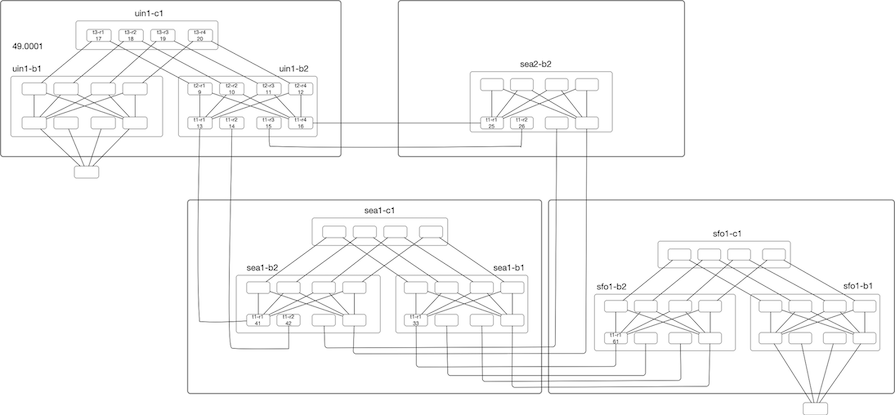 uin1-c1
t3-r1 t3-r2 t3-r3 t3-r4
17 18 19 20
49.0001
uin1-b1 uin1-b2
t2-r1 t2-r2 t2-r3 t2-r4
9 10 11 12
t1-r1 t1-r2 t1-r3 t1-r4
13 14 15 16
sea2-b2
t1-r1 t1-r2
25 26
sea1-c1
sea1-b2 sea1-b1
t1-r1 t1-r2 t1-r1
41 42 33
sfo1-c1
sfo1-b2 sfo1-b1
t1-r1
61